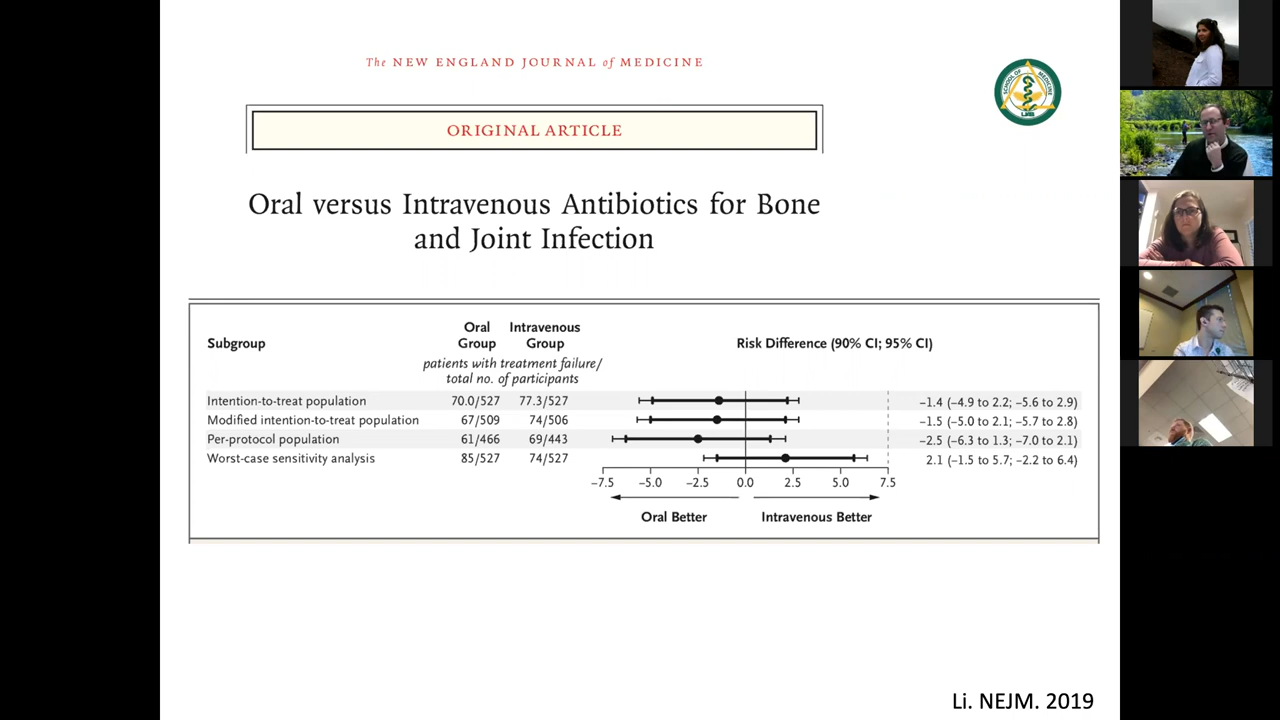 The NEW ENGLAND JOURNAL of MEDICINE
ORIGINAL ARTICLE
SCHOOL OF MEDICINE
UAB
Oral versus Intravenous Antibiotics for Bone
and Joint Infection
Subgroup Oral Group Intravenous Group Risk Difference (90% CI; 95% CI)
patients with treatment failure/
total no. of participants
Intention-to-treat population 70.0/527 77.3/527 −1.4 (−4.9 to 2.2; −5.6 to 2.9)
Modified intention-to-treat population 67/509 74/506 −1.5 (−5.0 to 2.1; −5.7 to 2.8)
Per-protocol population 61/466 69/443 −2.5 (−6.3 to 1.3; −7.0 to 2.1)
Worst-case sensitivity analysis 85/527 74/527 2.1 (−1.5 to 5.7; −2.2 to 6.4)
−7.5 −5.0 −2.5 0.0 2.5 5.0 7.5
Oral Better Intravenous Better
Li. NEJM. 2019